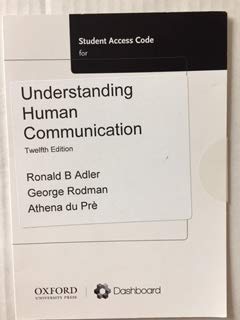 Student Access Code
for
Understanding
Human
Communication
Twelfth Edition
Ronald B Adler
George Rodman
Athena du Prè
OXFORD
UNIVERSITY PRESS
Dashboard